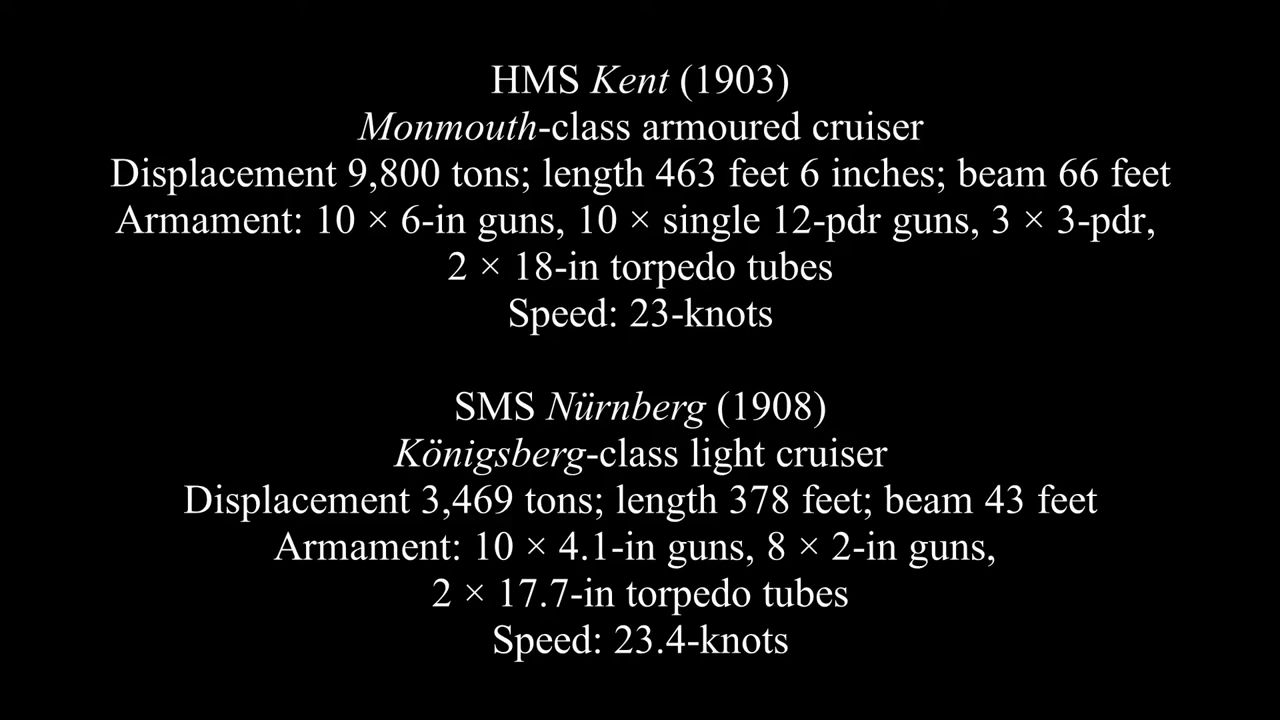 HMS Kent (1903)
Monmouth-class armoured cruiser
Displacement 9,800 tons; length 463 feet 6 inches; beam 66 feet
Armament: 10 × 6-in guns, 10 × single 12-pdr guns, 3 × 3-pdr,
2 × 18-in torpedo tubes
Speed: 23-knots
SMS Nürnberg (1908)
Königsberg-class light cruiser
Displacement 3,469 tons; length 378 feet; beam 43 feet
Armament: 10 × 4.1-in guns, 8 × 2-in guns,
2 × 17.7-in torpedo tubes
Speed: 23.4-knots